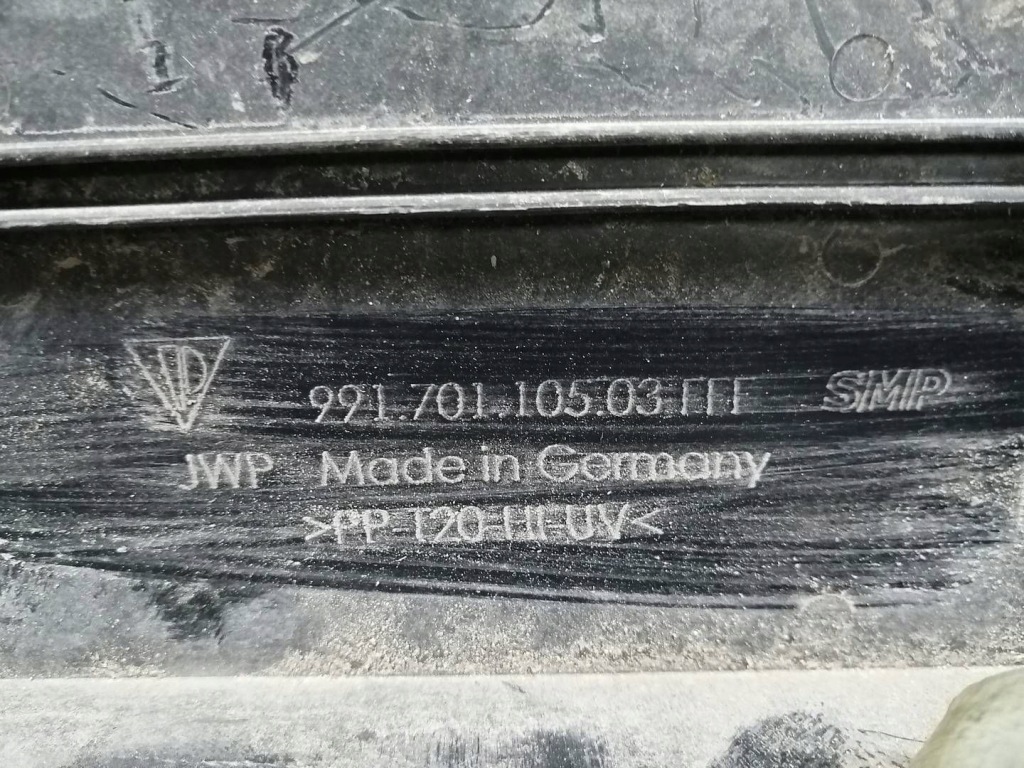 991.701.105.03 FFF SMP
JWP Made in Germany
>PP-T20-HI-UV<